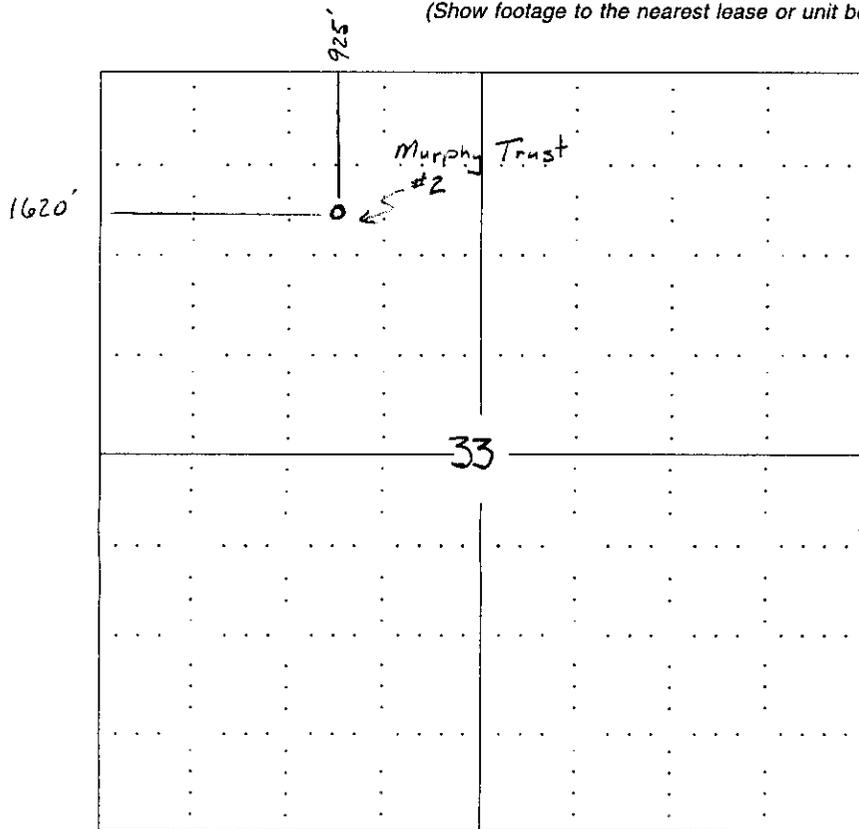 (Show footage to the nearest lease or unit bo
925'
Murphy Trust
#2
1620'
33